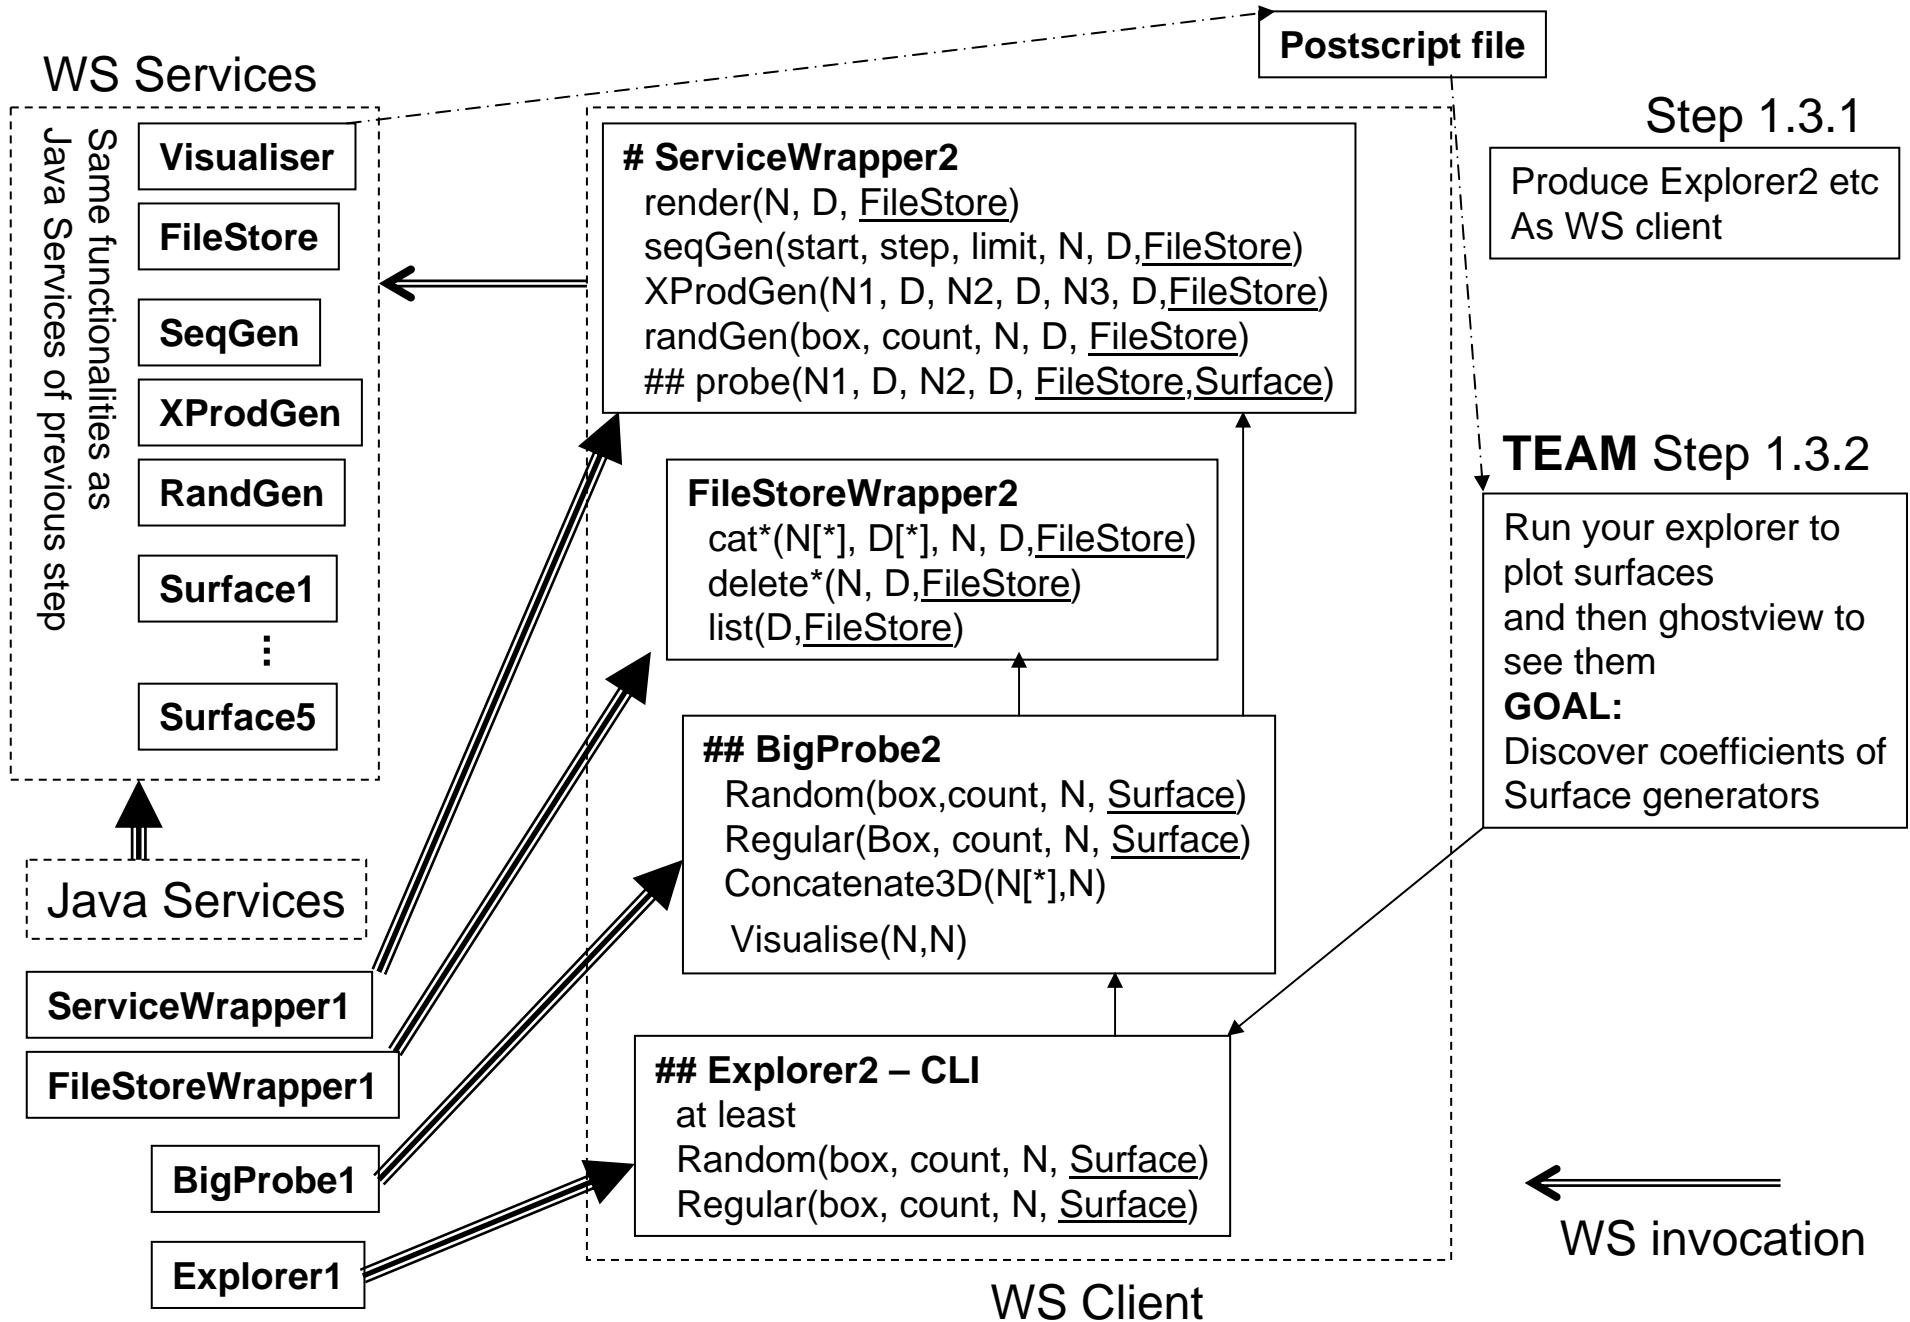 Postscript file
WS Services
Same functionalities as
Java Services of previous step
Visualiser
FileStore
SeqGen
XProdGen
RandGen
Surface1
...
Surface5
Java Services
ServiceWrapper1
FileStoreWrapper1
BigProbe1
Explorer1
# ServiceWrapper2
render(N, D, FileStore)
seqGen(start, step, limit, N, D,FileStore)
XProdGen(N1, D, N2, D, N3, D,FileStore)
randGen(box, count, N, D, FileStore)
## probe(N1, D, N2, D, FileStore,Surface)
FileStoreWrapper2
cat*(N[*], D[*], N, D,FileStore)
delete*(N, D,FileStore)
list(D,FileStore)
## BigProbe2
Random(box,count, N, Surface)
Regular(Box, count, N, Surface)
Concatenate3D(N[*],N)
Visualise(N,N)
## Explorer2 – CLI
at least
Random(box, count, N, Surface)
Regular(box, count, N, Surface)
WS Client
Step 1.3.1
Produce Explorer2 etc
As WS client
TEAM Step 1.3.2
Run your explorer to
plot surfaces
and then ghostview to
see them
GOAL:
Discover coefficients of
Surface generators
WS invocation